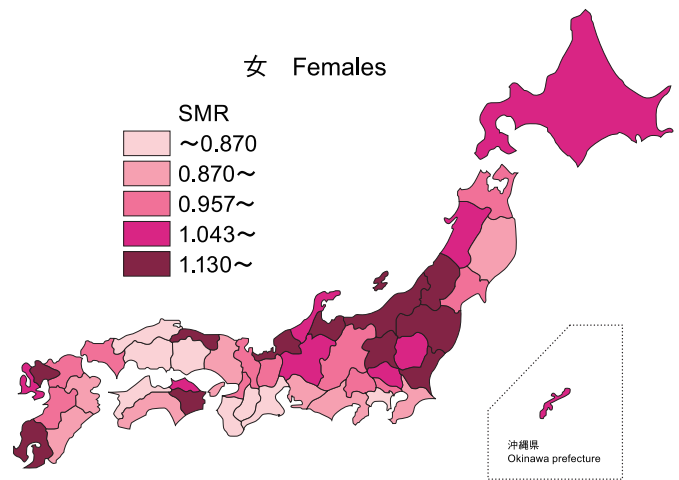 女 Females
SMR
～0.870
0.870～
0.957～
1.043～
1.130～
沖縄県
Okinawa prefecture